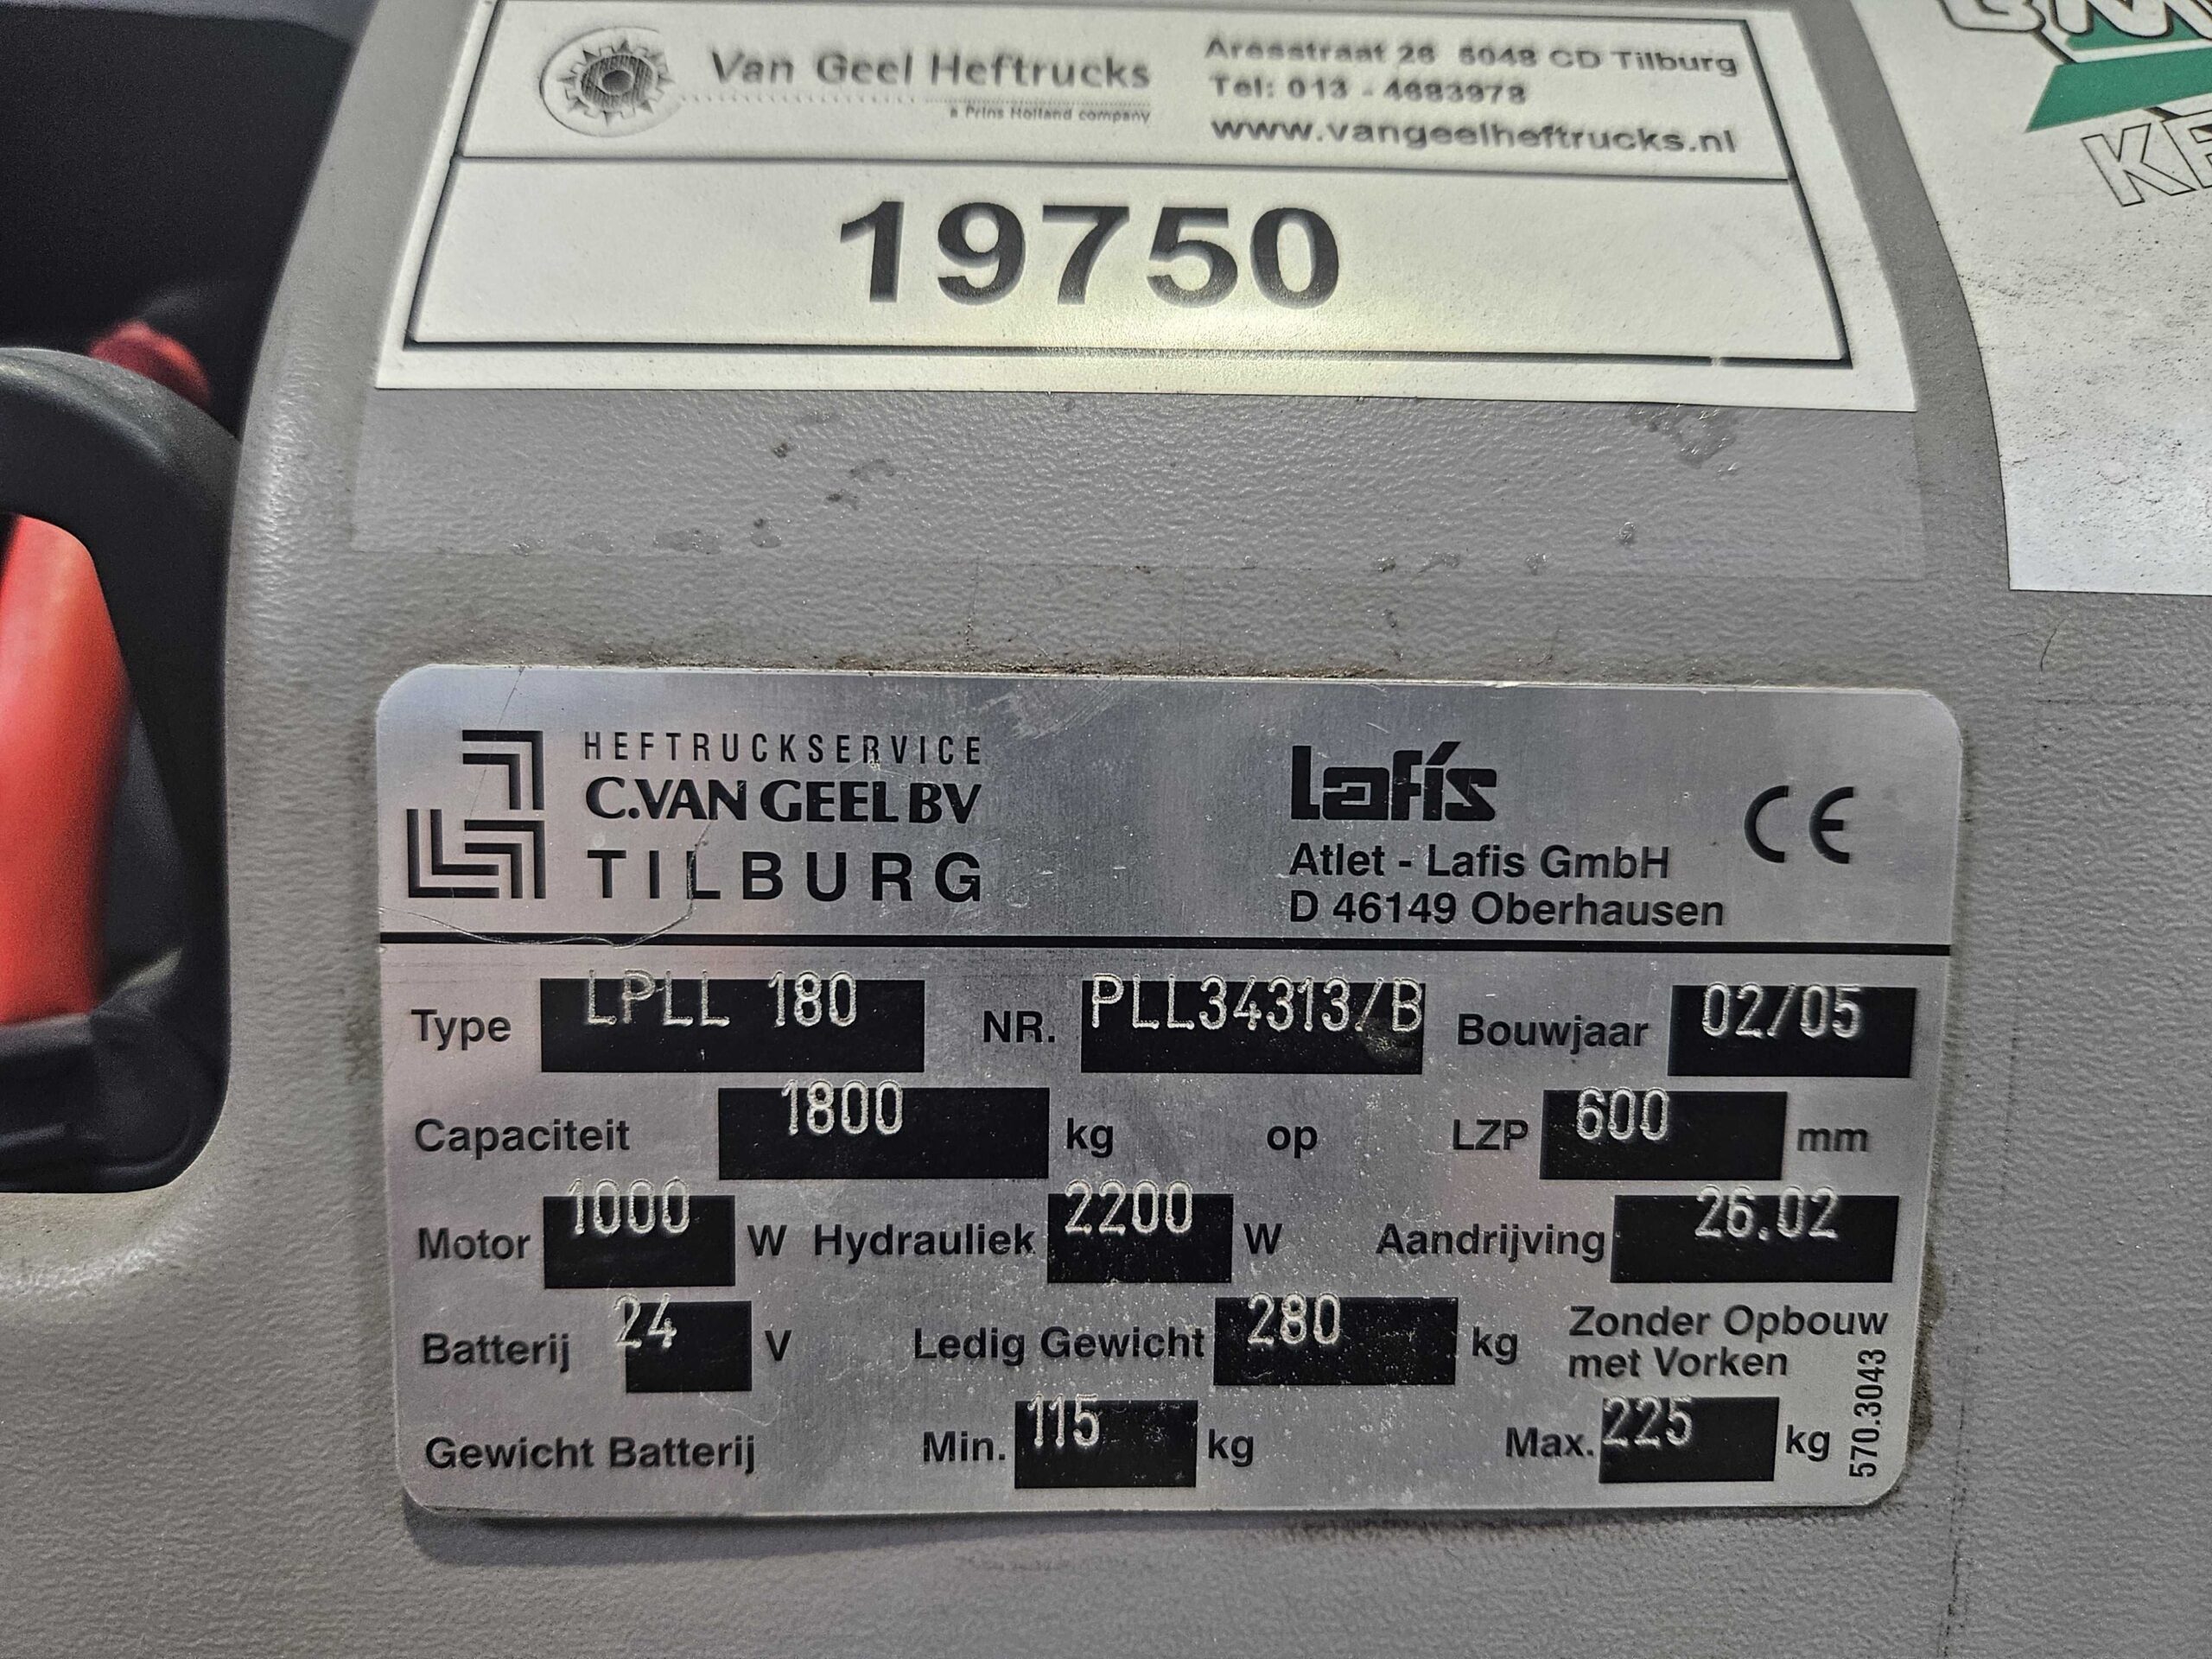 Van Geel Heftrucks
a Prins Holland company
Aresstraat 26 5048 CD Tilburg
Tel: 013 - 4683978
www.vangeelheftrucks.nl
19750
HEFTRUCKSERVICE
C.VAN GEEL BV
TILBURG
Lafis
Atlet - Lafis GmbH
D 46149 Oberhausen
CE
Type LPLL 180 NR. PLL34313/B Bouwjaar 02/05
Capaciteit 1800 kg op LZP 600 mm
Motor 1000 W Hydrauliek 2200 W Aandrijving 26.02
Batterij 24 V Ledig Gewicht 280 kg Zonder Opbouw
met Vorken
Gewicht Batterij Min. 115 kg Max. 225 kg
570.3043